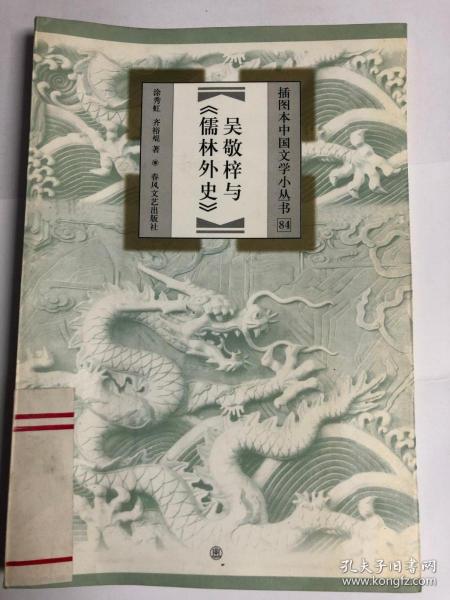 插图本中国文学小丛书 84
吴敬梓与
《儒林外史》
涂秀虹 齐裕焜 著 春风文艺出版社
孔夫子旧书网
www.kongfz.com